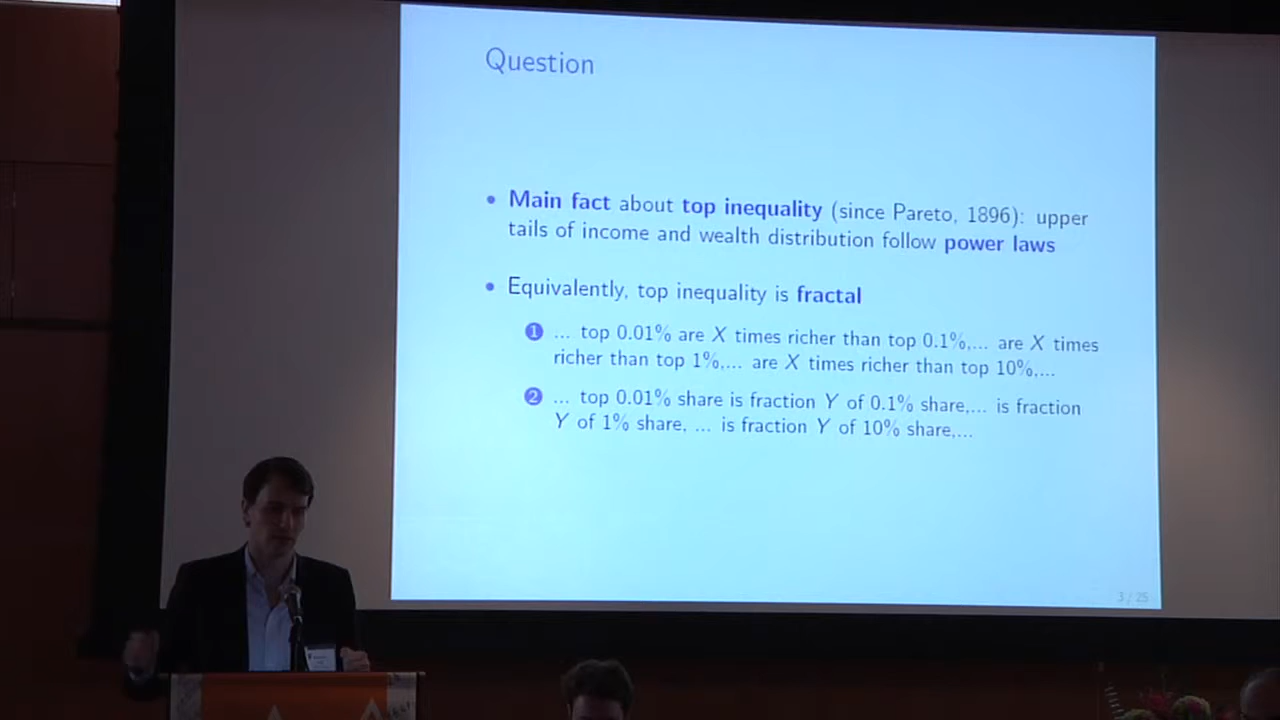 Question
• Main fact about top inequality (since Pareto, 1896): upper
tails of income and wealth distribution follow power laws
• Equivalently, top inequality is fractal
1 ... top 0.01% are X times richer than top 0.1%,... are X times
richer than top 1%,... are X times richer than top 10%,...
2 ... top 0.01% share is fraction Y of 0.1% share,... is fraction
Y of 1% share, ... is fraction Y of 10% share,...
3 / 25